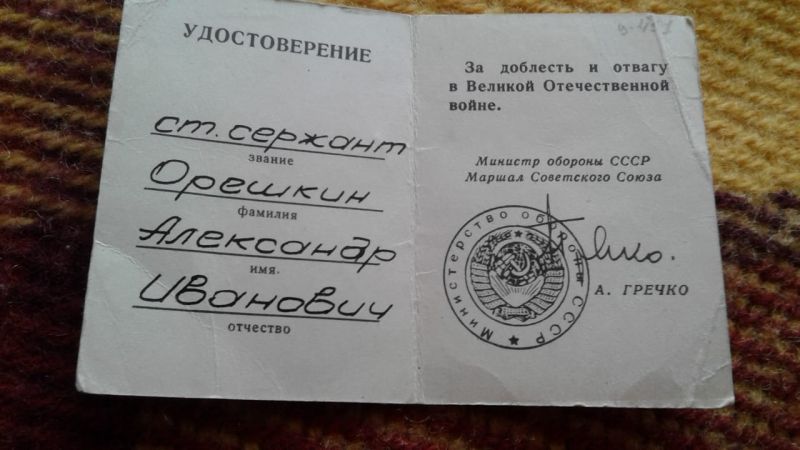 УДОСТОВЕРЕНИЕ
ст. сержант
звание
Орешкин
фамилия
Александр
имя.
Иванович
отчество
За доблесть и отвагу
в Великой Отечественной
войне.
Министр обороны СССР
Маршал Советского Союза
Министерство обороны СССР
А. ГРЕЧКО